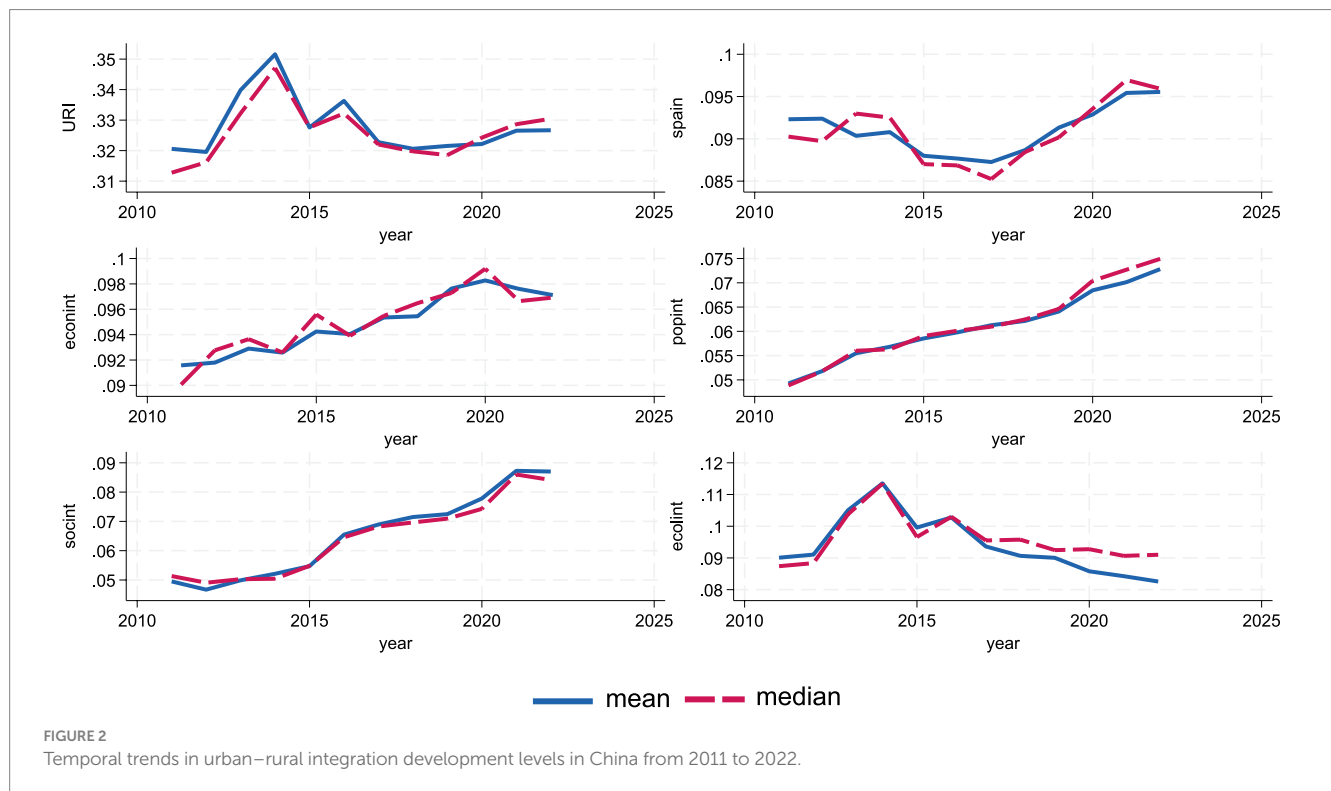 URI
.35
.34
.33
.32
.31
2010 2015 2020 2025
year
spain
.1
.095
.09
.085
2010 2015 2020 2025
year
econint
.1
.098
.096
.094
.092
.09
2010 2015 2020 2025
year
popint
.075
.07
.065
.06
.055
.05
2010 2015 2020 2025
year
socint
.09
.08
.07
.06
.05
2010 2015 2020 2025
year
ecolint
.12
.11
.1
.09
.08
2010 2015 2020 2025
year
mean median
FIGURE 2
Temporal trends in urban–rural integration development levels in China from 2011 to 2022.